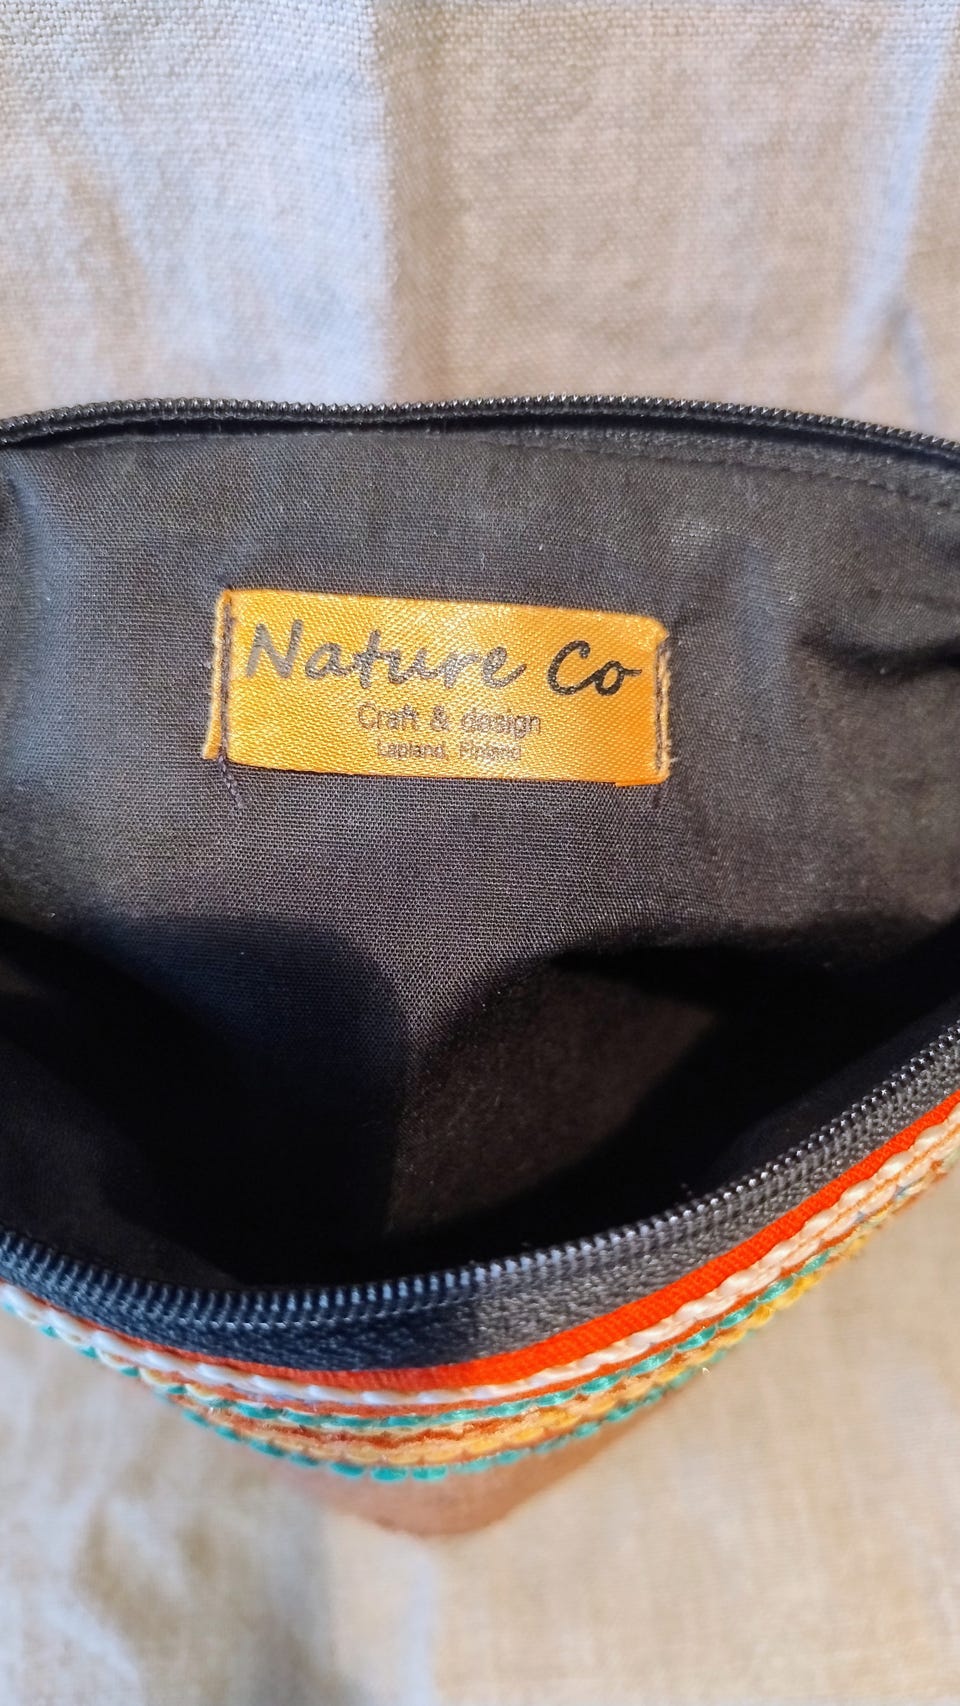 Nature Co
Craft & design
Lapland, Finland